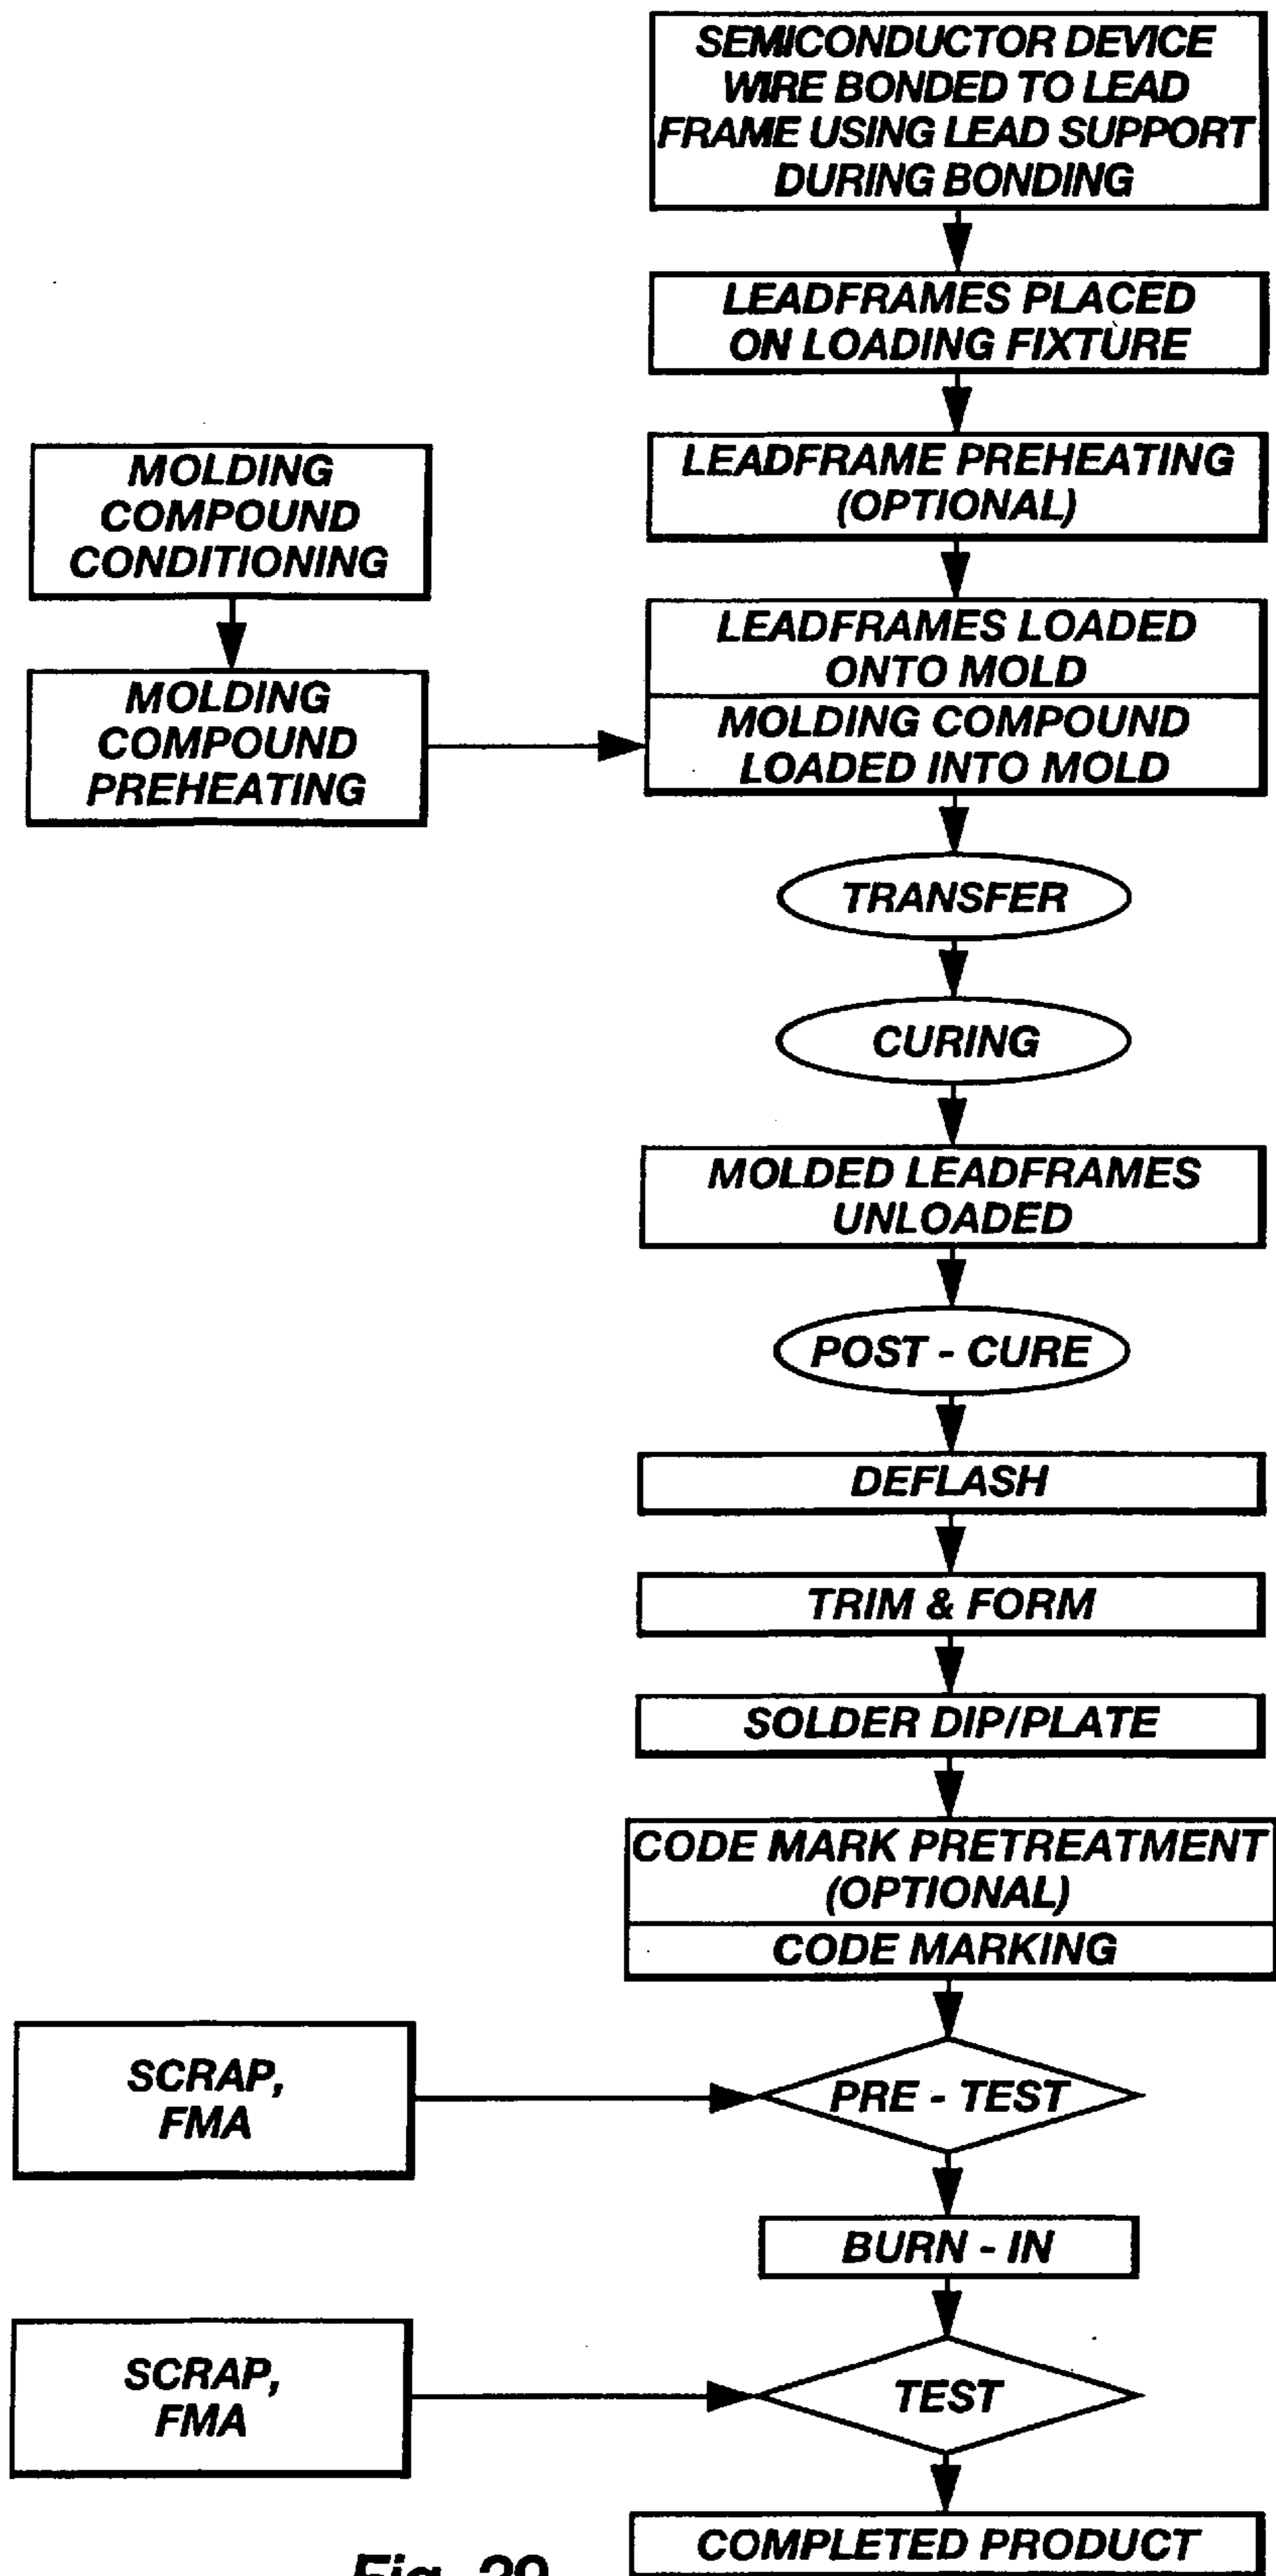 SEMICONDUCTOR DEVICE
WIRE BONDED TO LEAD
FRAME USING LEAD SUPPORT
DURING BONDING
LEADFRAMES PLACED
ON LOADING FIXTURE
LEADFRAME PREHEATING
(OPTIONAL)
MOLDING
COMPOUND
CONDITIONING
LEADFRAMES LOADED
ONTO MOLD
MOLDING
COMPOUND
PREHEATING
MOLDING COMPOUND
LOADED INTO MOLD
TRANSFER
CURING
MOLDED LEADFRAMES
UNLOADED
POST - CURE
DEFLASH
TRIM & FORM
SOLDER DIP/PLATE
CODE MARK PRETREATMENT
(OPTIONAL)
CODE MARKING
SCRAP,
FMA
PRE - TEST
BURN - IN
SCRAP,
FMA
TEST
COMPLETED PRODUCT
Fig. 29